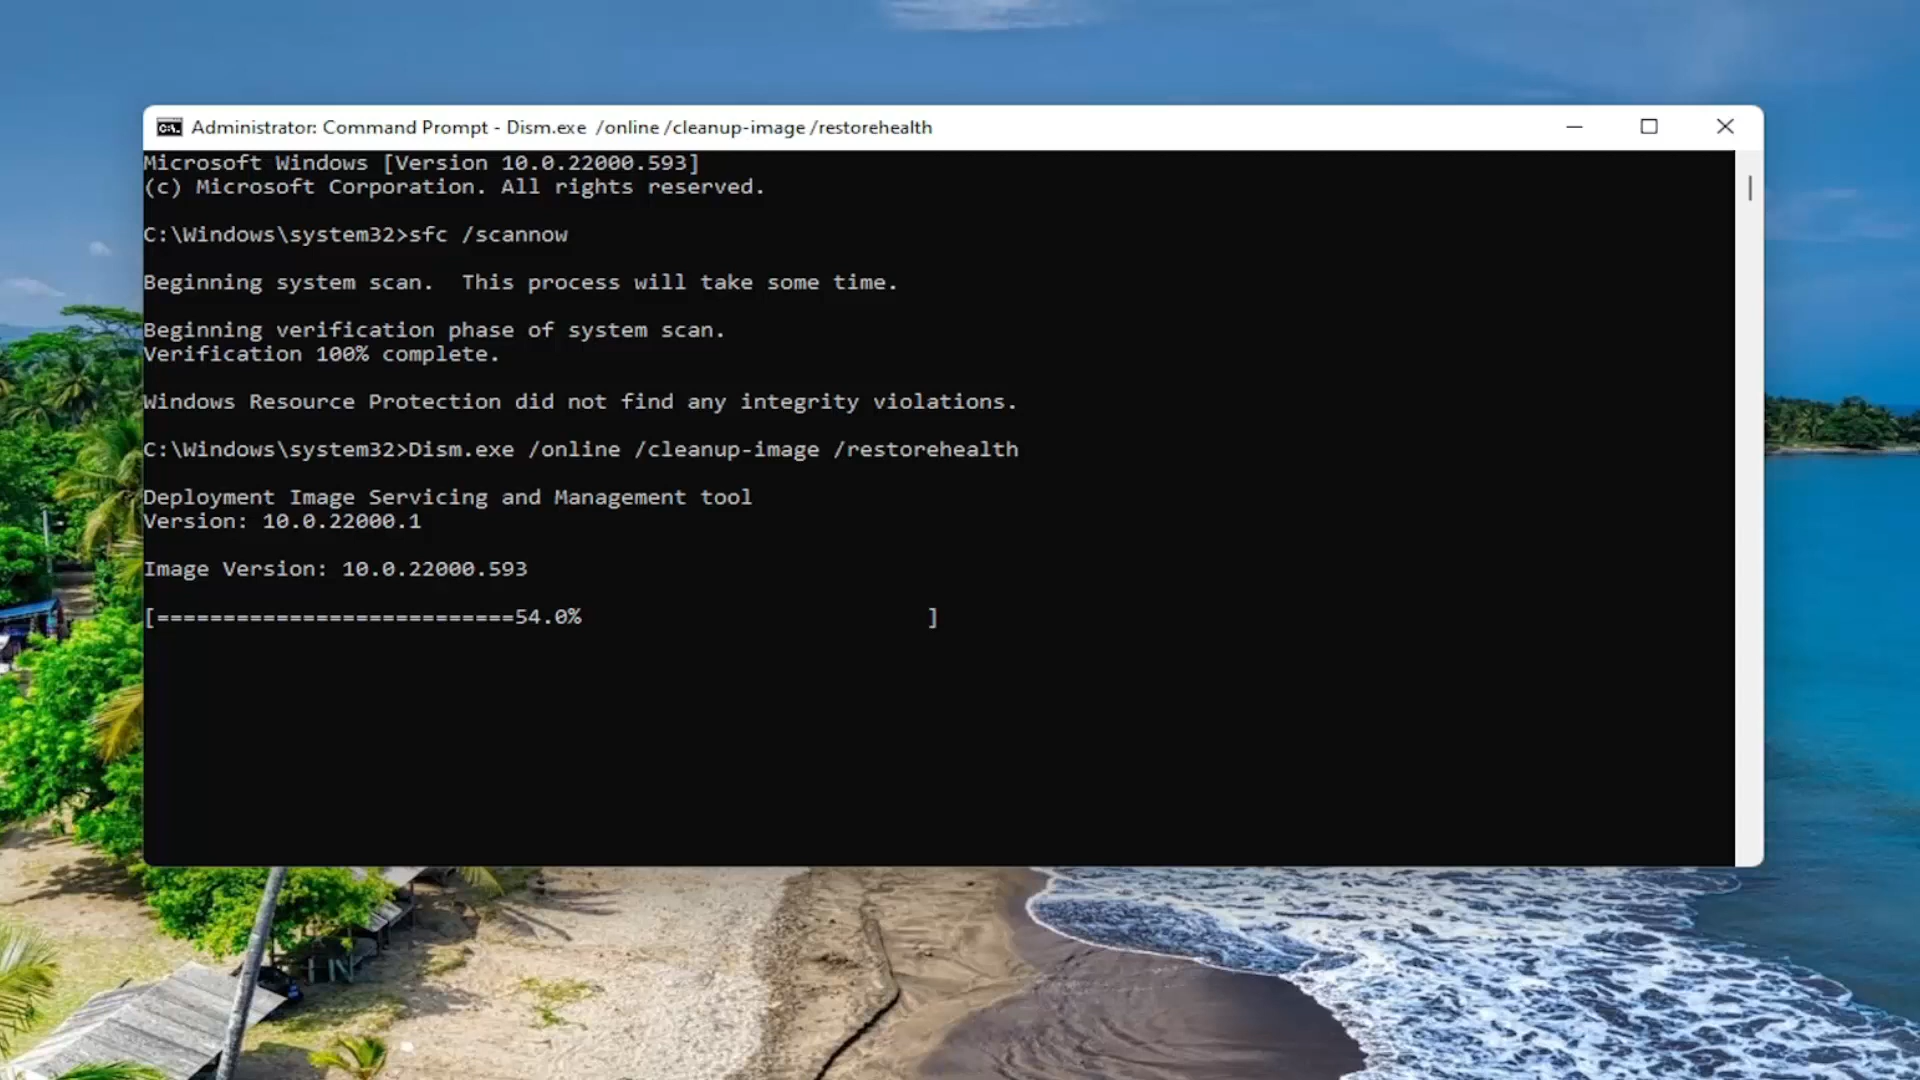 Administrator: Command Prompt - Dism.exe /online /cleanup-image /restorehealth
Microsoft Windows [Version 10.0.22000.593]
(c) Microsoft Corporation. All rights reserved.
C:\Windows\system32>sfc /scannow
Beginning system scan.  This process will take some time.
Beginning verification phase of system scan.
Verification 100% complete.
Windows Resource Protection did not find any integrity violations.
C:\Windows\system32>Dism.exe /online /cleanup-image /restorehealth
Deployment Image Servicing and Management tool
Version: 10.0.22000.1
Image Version: 10.0.22000.593
[===========================54.0%                          ]